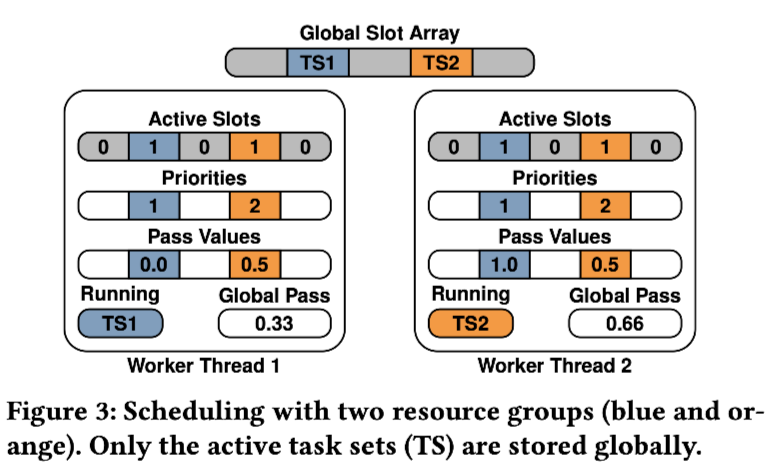 Global Slot Array
TS1 TS2
Active Slots
0 1 0 1 0
Priorities
1 2
Pass Values
0.0 0.5
Running Global Pass
TS1 0.33
Worker Thread 1
Active Slots
0 1 0 1 0
Priorities
1 2
Pass Values
1.0 0.5
Running Global Pass
TS2 0.66
Worker Thread 2
Figure 3: Scheduling with two resource groups (blue and or-
ange). Only the active task sets (TS) are stored globally.